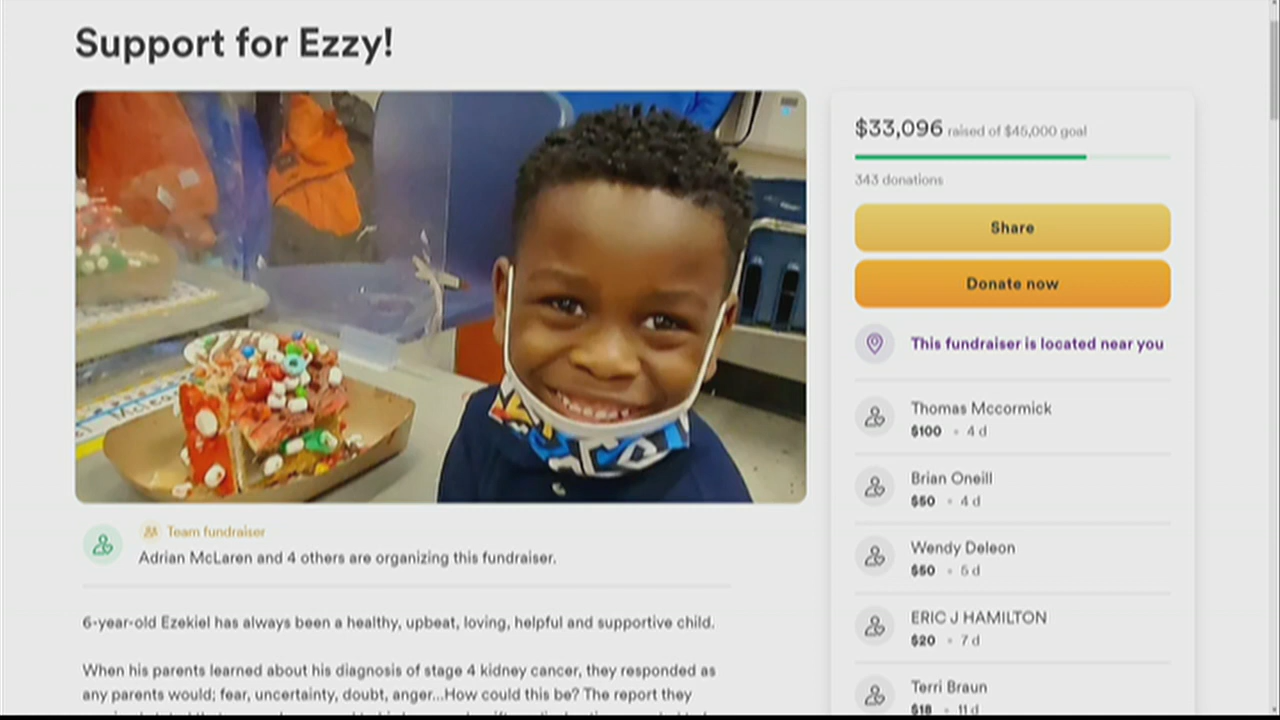 Support for Ezzy!
$33,096 raised of $45,000 goal
343 donations
Share
Donate now
This fundraiser is located near you
Thomas Mccormick
$100 • 4 d
Brian Oneill
$50 • 4 d
Wendy Deleon
$50 • 5 d
ERIC J HAMILTON
$20 • 7 d
Terri Braun
$18 • 11 d
Team fundraiser
Adrian McLaren and 4 others are organizing this fundraiser.
6-year-old Ezekiel has always been a healthy, upbeat, loving, helpful and supportive child.
When his parents learned about his diagnosis of stage 4 kidney cancer, they responded as
any parents would; fear, uncertainty, doubt, anger...How could this be? The report they